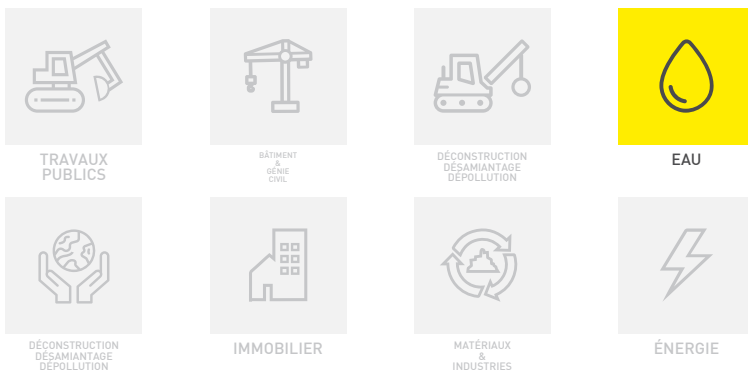 TRAVAUX
PUBLICS
BÂTIMENT
&
GÉNIE
CIVIL
DÉCONSTRUCTION
DÉSAMIANTAGE
DÉPOLLUTION
EAU
DÉCONSTRUCTION
DÉSAMIANTAGE
DÉPOLLUTION
IMMOBILIER
MATÉRIAUX
&
INDUSTRIES
ÉNERGIE